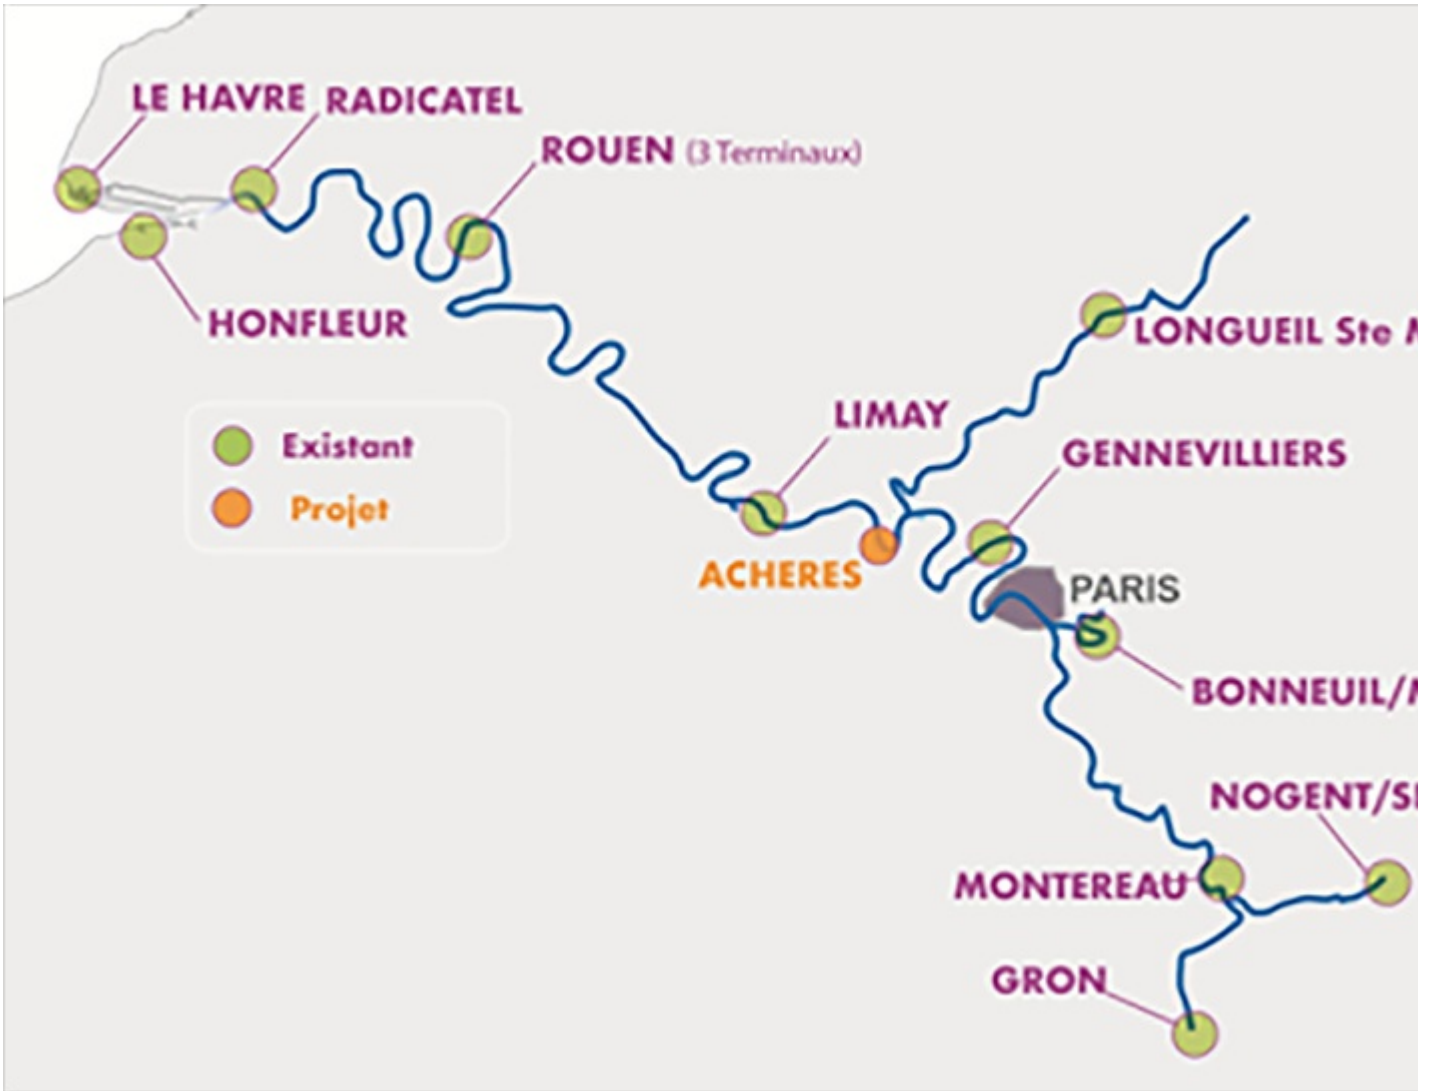 LE HAVRE
RADICATEL
ROUEN (3 Terminaux)
HONFLEUR
LONGUEIL Ste
LIMAY
Existant
GENNEVILLIERS
Projet
ACHERES
PARIS
BONNEUIL/
NOGENT/S
MONTEREAU
GRON